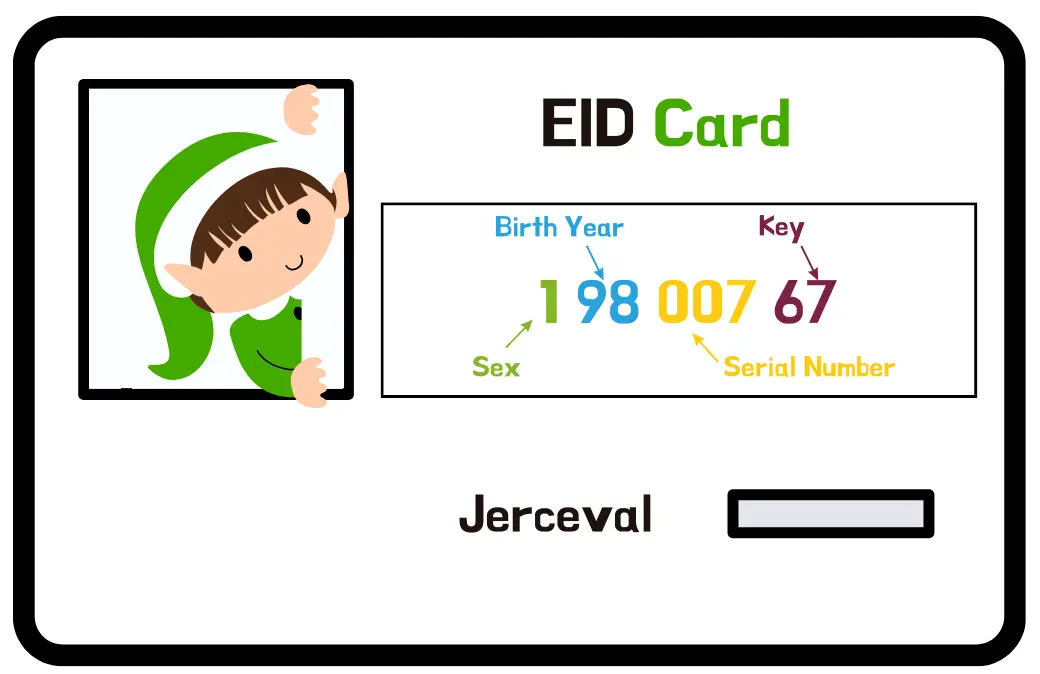 EID Card
Birth Year Key
1 98 007 67
Sex Serial Number
Jerceval